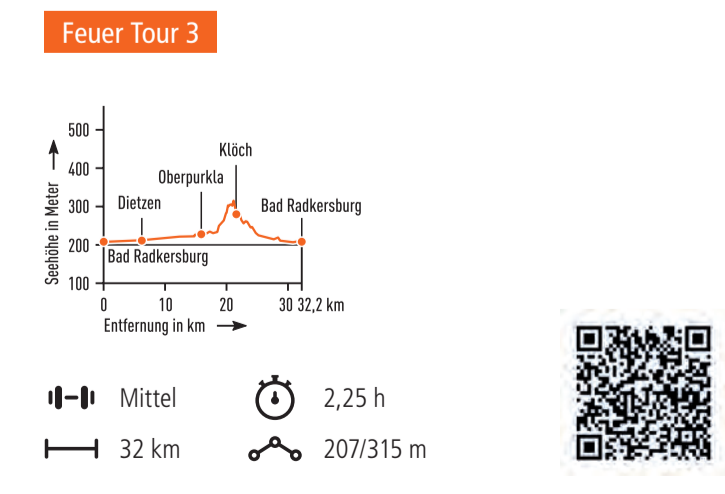 Feuer Tour 3
500
400
300
200
100
Seehöhe in Meter
Klöch
Oberpurkla
Dietzen
Bad Radkersburg
Bad Radkersburg
0 10 20 30 32,2 km
Entfernung in km
Mittel 2,25 h
32 km 207/315 m